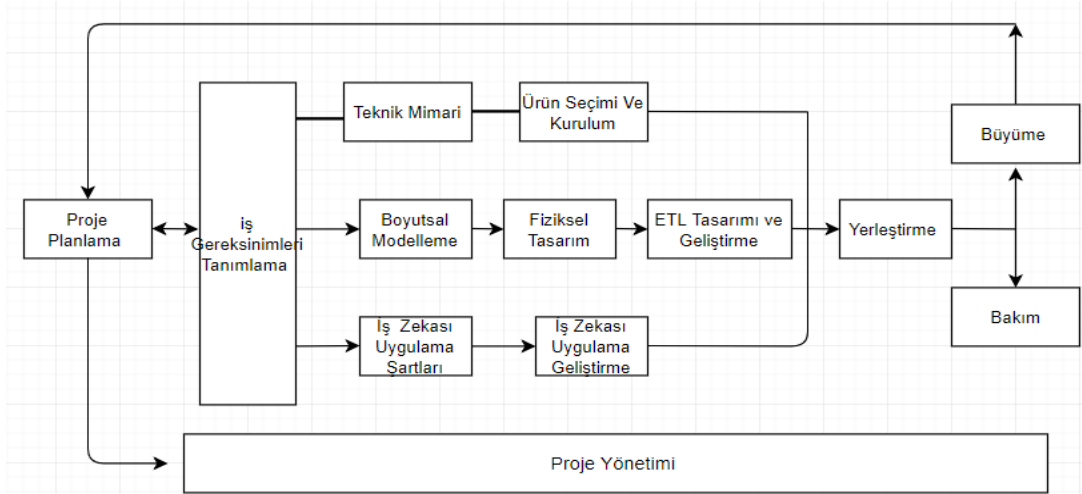 Teknik Mimari
Ürün Seçimi Ve
Kurulum
Büyüme
Proje
Planlama
iş
Gereksinimleri
Tanımlama
Boyutsal
Modelleme
Fiziksel
Tasarım
ETL Tasarımı ve
Geliştirme
Yerleştirme
Bakım
İş Zekası
Uygulama
Şartları
İş Zekası
Uygulama
Geliştirme
Proje Yönetimi